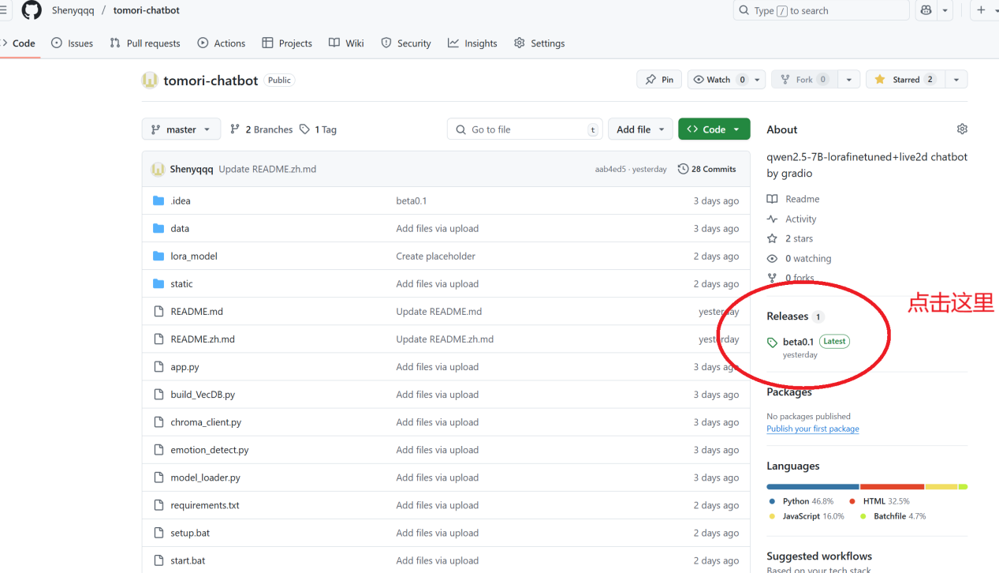 Shenyqqq / tomori-chatbot
Type / to search
Code Issues Pull requests Actions Projects Wiki Security Insights Settings
tomori-chatbot Public
Pin Watch 0 Fork 0 Starred 2
master 2 Branches 1 Tag Go to file t Add file Code
Shenyqqq Update README.zh.md aab4ed5 · yesterday 28 Commits
.idea beta0.1 3 days ago
data Add files via upload 3 days ago
lora_model Create placeholder 2 days ago
static Add files via upload 2 days ago
README.md Update README.md yesterday
README.zh.md Update README.zh.md yesterday
app.py Add files via upload 3 days ago
build_VecDB.py Add files via upload 3 days ago
chroma_client.py Add files via upload 3 days ago
emotion_detect.py Add files via upload 3 days ago
model_loader.py Add files via upload 3 days ago
requirements.txt Add files via upload 2 days ago
setup.bat Add files via upload 2 days ago
start.bat Add files via upload 2 days ago
About
qwen2.5-7B-lorafinetuned+live2d chatbot
by gradio
Readme
Activity
2 stars
0 watching
0 forks
点击这里
Releases 1
beta0.1 Latest
yesterday
Packages
No packages published
Publish your first package
Languages
Python 46.8% HTML 32.5%
JavaScript 16.0% Batchfile 4.7%
Suggested workflows
Based on your tech stack